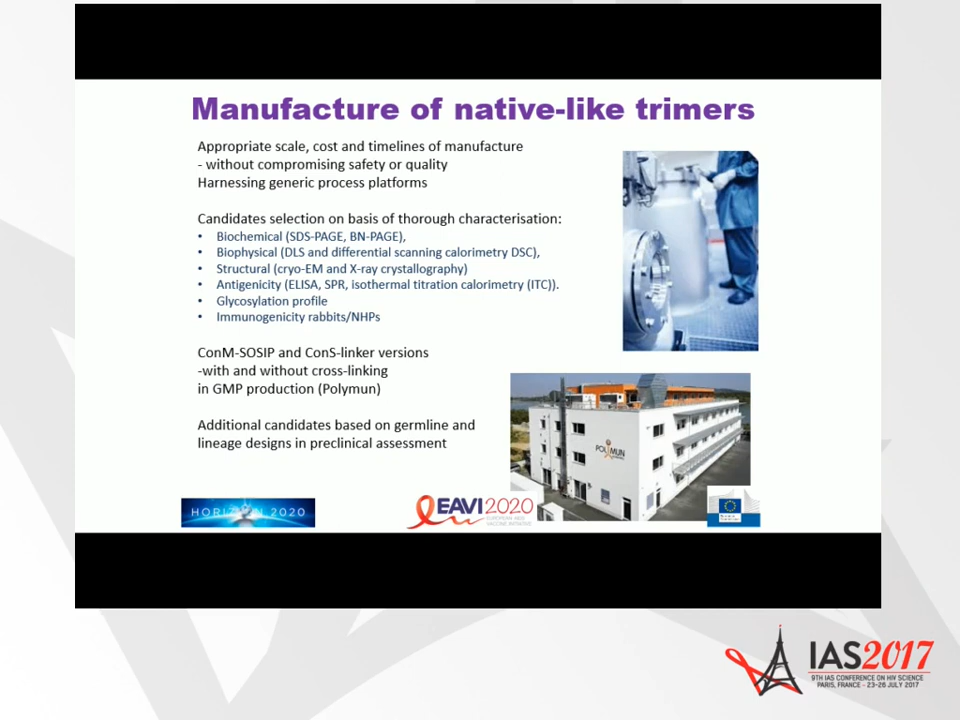 Manufacture of native-like trimers
Appropriate scale, cost and timelines of manufacture
- without compromising safety or quality
Harnessing generic process platforms
Candidates selection on basis of thorough characterisation:
• Biochemical (SDS-PAGE, BN-PAGE),
• Biophysical (DLS and differential scanning calorimetry DSC),
• Structural (cryo-EM and X-ray crystallography)
• Antigenicity (ELISA, SPR, isothermal titration calorimetry (ITC)).
• Glycosylation profile
• Immunogenicity rabbits/NHPs
ConM-SOSIP and ConS-linker versions
-with and without cross-linking
in GMP production (Polymun)
Additional candidates based on germline and
lineage designs in preclinical assessment
POLYMUN
HORIZON 2020
EAVI2020
EUROPEAN AIDS
VACCINE INITIATIVE
IAS2017
9TH IAS CONFERENCE ON HIV SCIENCE
PARIS, FRANCE - 23-26 JULY 2017